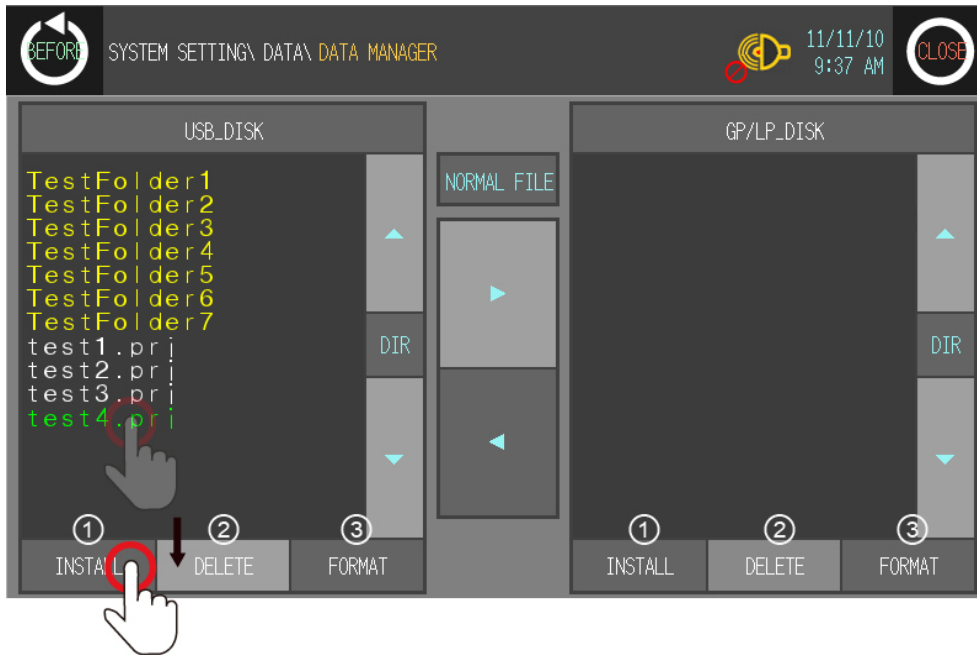 BEFORE SYSTEM SETTING\ DATA\ DATA MANAGER 11/11/10 CLOSE
9:37 AM
USB_DISK
TestFolder1
TestFolder2
TestFolder3
TestFolder4
TestFolder5
TestFolder6
TestFolder7
test1.prj
test2.prj
test3.prj
test4.prj
DIR
① ② ③
INSTALL DELETE FORMAT
NORMAL FILE
GP/LP_DISK
DIR
① ② ③
INSTALL DELETE FORMAT